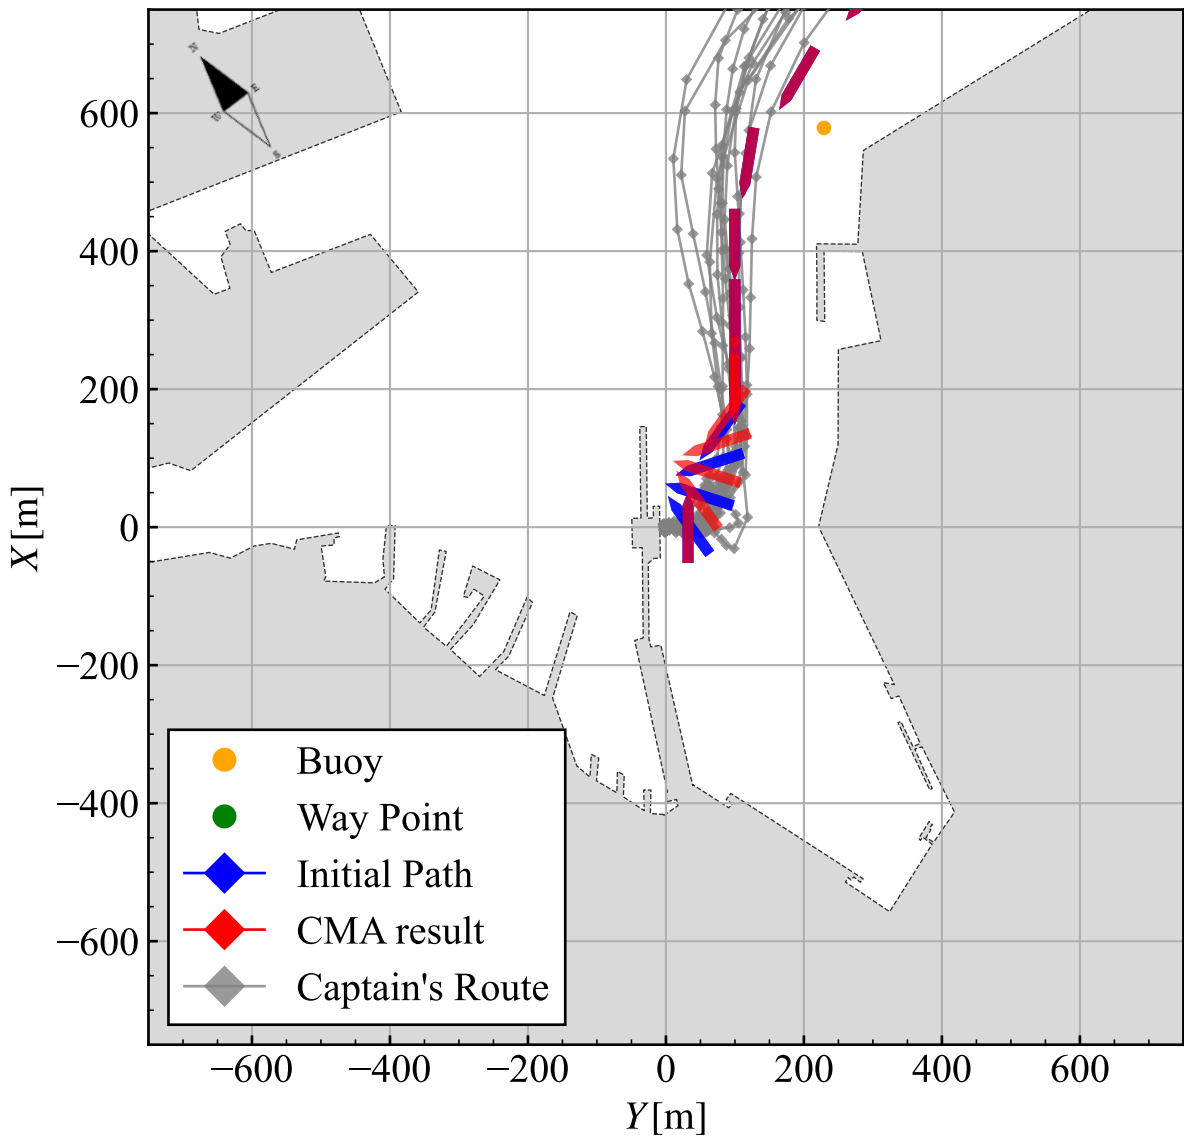 N
E
W
S
600
400
200
0
−200
−400
−600
X[m]
Buoy
Way Point
Initial Path
CMA result
Captain's Route
−600 −400 −200 0 200 400 600
Y[m]